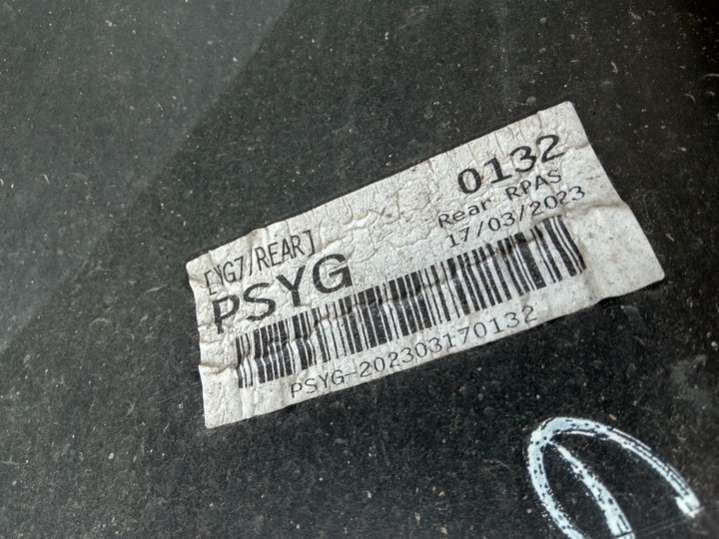 0132
Rear RPAS
17/03/2023
[YG7/REAR]
PSYG
PSYG-202303170132